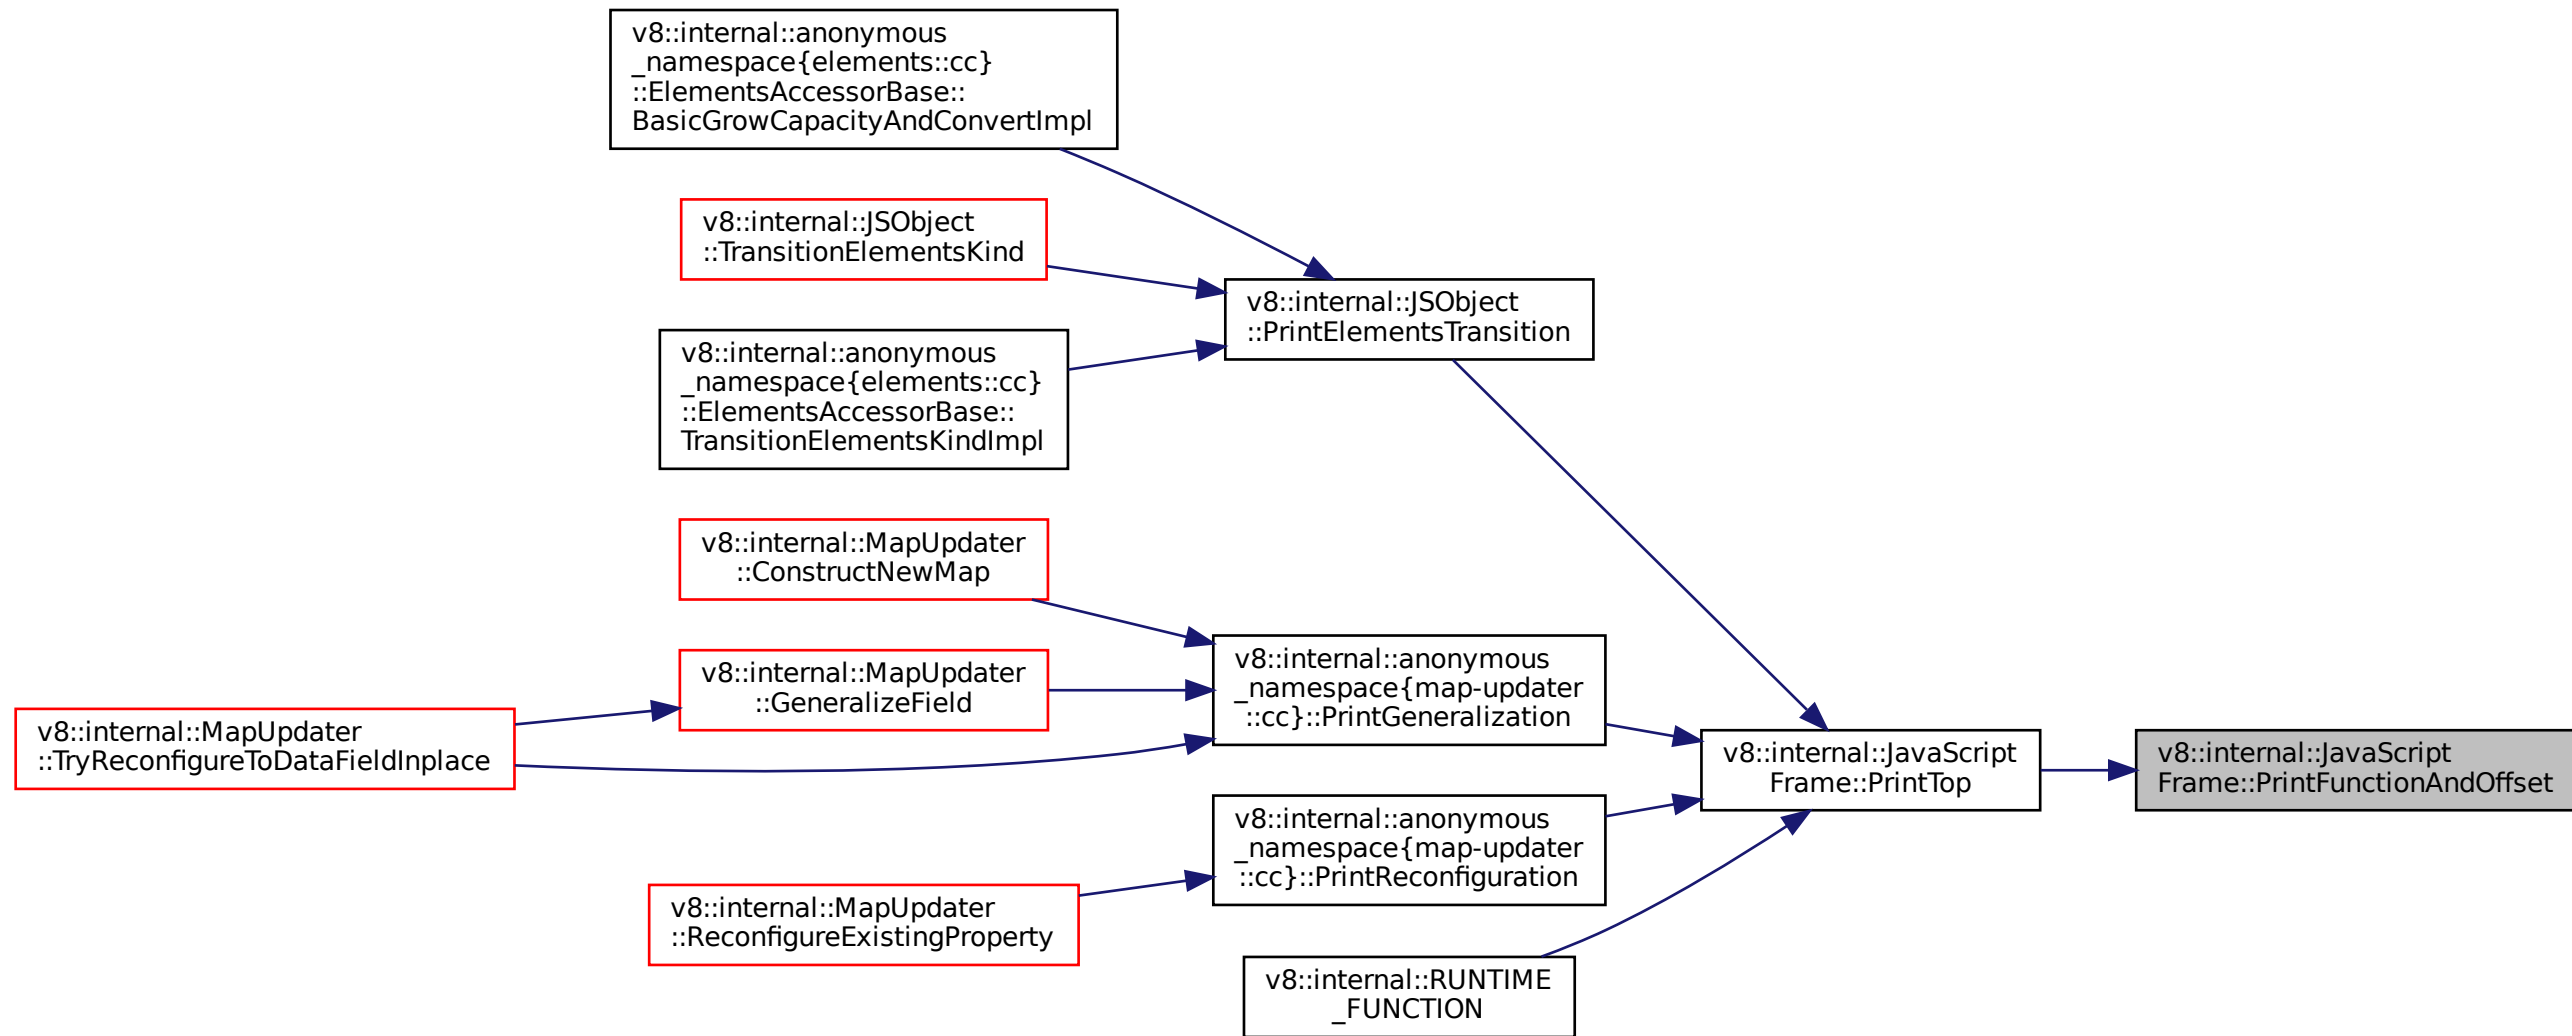 v8::internal::anonymous
_namespace{elements::cc}
::ElementsAccessorBase::
BasicGrowCapacityAndConvertImpl
v8::internal::JSObject
::TransitionElementsKind
v8::internal::JSObject
::PrintElementsTransition
v8::internal::anonymous
_namespace{elements::cc}
::ElementsAccessorBase::
TransitionElementsKindImpl
v8::internal::MapUpdater
::ConstructNewMap
v8::internal::MapUpdater
::GeneralizeField
v8::internal::anonymous
_namespace{map-updater
::cc}::PrintGeneralization
v8::internal::MapUpdater
::TryReconfigureToDataFieldInplace
v8::internal::JavaScript
Frame::PrintTop
v8::internal::JavaScript
Frame::PrintFunctionAndOffset
v8::internal::anonymous
_namespace{map-updater
::cc}::PrintReconfiguration
v8::internal::MapUpdater
::ReconfigureExistingProperty
v8::internal::RUNTIME
_FUNCTION